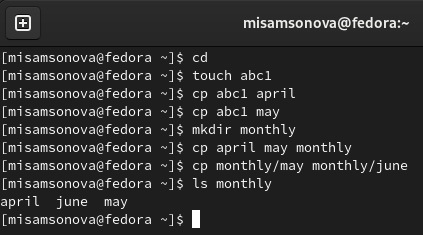 misamsonova@fedora:~
[misamsonova@fedora ~]$ cd
[misamsonova@fedora ~]$ touch abc1
[misamsonova@fedora ~]$ cp abc1 april
[misamsonova@fedora ~]$ cp abc1 may
[misamsonova@fedora ~]$ mkdir monthly
[misamsonova@fedora ~]$ cp april may monthly
[misamsonova@fedora ~]$ cp monthly/may monthly/june
[misamsonova@fedora ~]$ ls monthly
april  june  may
[misamsonova@fedora ~]$